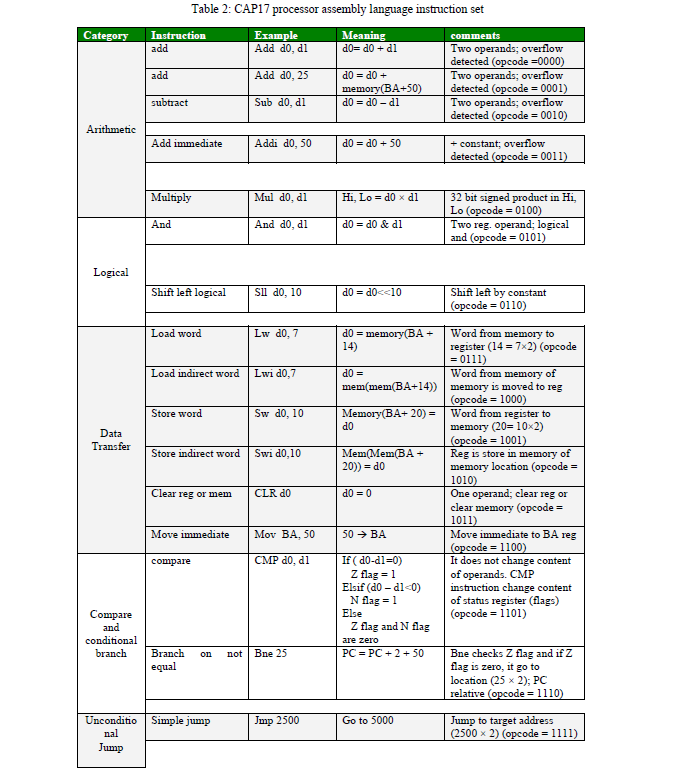 Table 2: CAP17 processor assembly language instruction set
Category Instruction Example Meaning comments
Arithmetic
add Add d0, d1 d0= d0 + d1 Two operands; overflow
detected (opcode =0000)
add Add d0, 25 d0 = d0 + Two operands; overflow
memory(BA+50) detected (opcode = 0001)
subtract Sub d0, d1 d0 = d0 – d1 Two operands; overflow
detected (opcode = 0010)
Add immediate Addi d0, 50 d0 = d0 + 50 + constant; overflow
detected (opcode = 0011)
Multiply Mul d0, d1 Hi, Lo = d0 × d1 32 bit signed product in Hi,
Lo (opcode = 0100)
Logical
And And d0, d1 d0 = d0 & d1 Two reg. operand; logical
and (opcode = 0101)
Shift left logical Sll d0, 10 d0 = d0<<10 Shift left by constant
(opcode = 0110)
Data
Transfer
Load word Lw d0, 7 d0 = memory(BA + Word from memory to
14) register (14 = 7×2) (opcode
= 0111)
Load indirect word Lwi d0,7 d0 = Word from memory of
mem(mem(BA+14)) memory is moved to reg
(opcode = 1000)
Store word Sw d0, 10 Memory(BA+ 20) = Word from register to
d0 memory (20= 10×2)
(opcode = 1001)
Store indirect word Swi d0,10 Mem(Mem(BA + Reg is store in memory of
20)) = d0 memory location (opcode =
1010)
Clear reg or mem CLR d0 d0 = 0 One operand; clear reg or
clear memory (opcode =
1011)
Move immediate Mov BA, 50 50 → BA Move immediate to BA reg
(opcode = 1100)
Compare
and
conditional
branch
compare CMP d0, d1 If ( d0-d1=0) It does not change content
Z flag = 1 of operands. CMP
Elsif (d0 – d1<0) instruction change content
N flag = 1 of status register (flags)
Else (opcode = 1101)
Z flag and N flag
are zero
Branch on not Bne 25 PC = PC + 2 + 50 Bne checks Z flag and if Z
equal flag is zero, it go to
location (25 × 2); PC
relative (opcode = 1110)
Unconditio
nal
Jump
Simple jump Jmp 2500 Go to 5000 Jump to target address
(2500 × 2) (opcode = 1111)